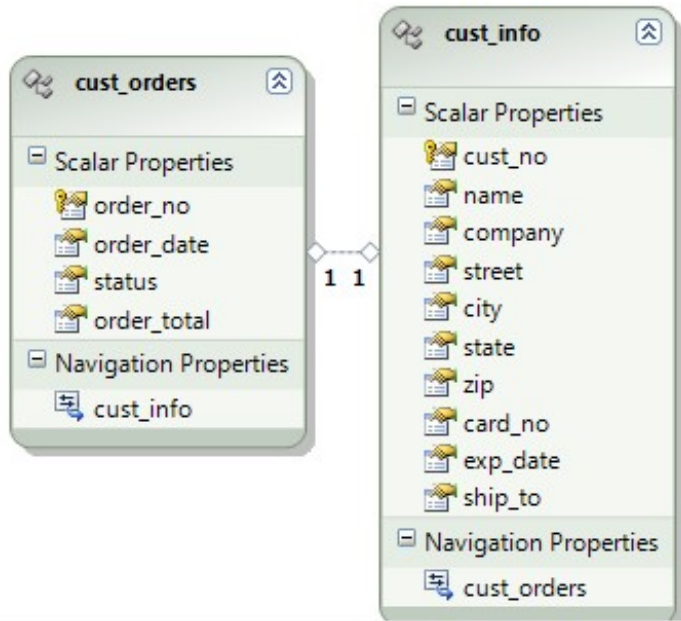 cust_orders
Scalar Properties
order_no
order_date
status
order_total
Navigation Properties
cust_info
1 1
cust_info
Scalar Properties
cust_no
name
company
street
city
state
zip
card_no
exp_date
ship_to
Navigation Properties
cust_orders